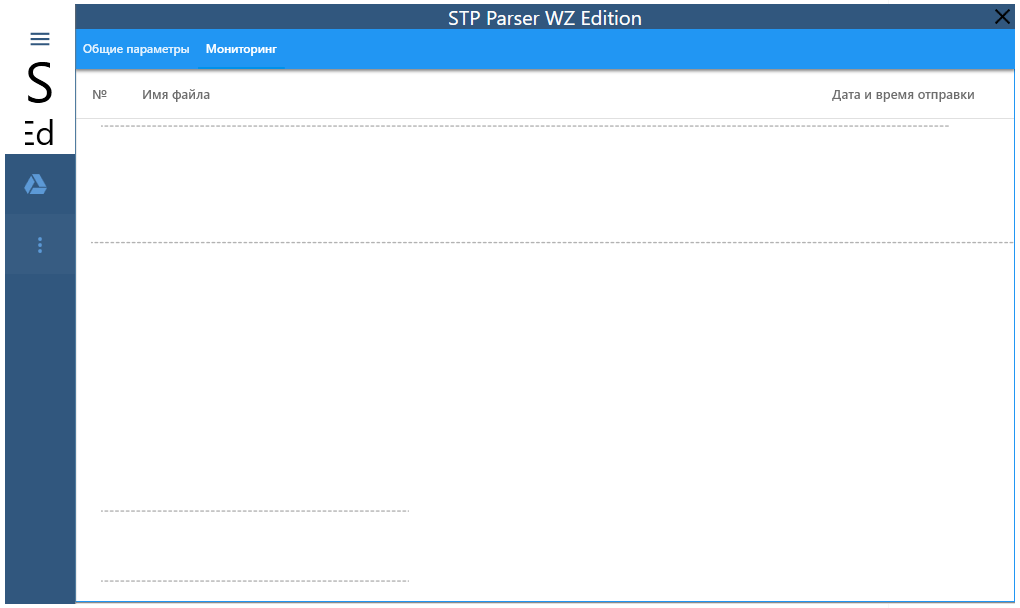 STP Parser WZ Edition
Общие параметры Мониторинг
S
Ed
№ Имя файла Дата и время отправки